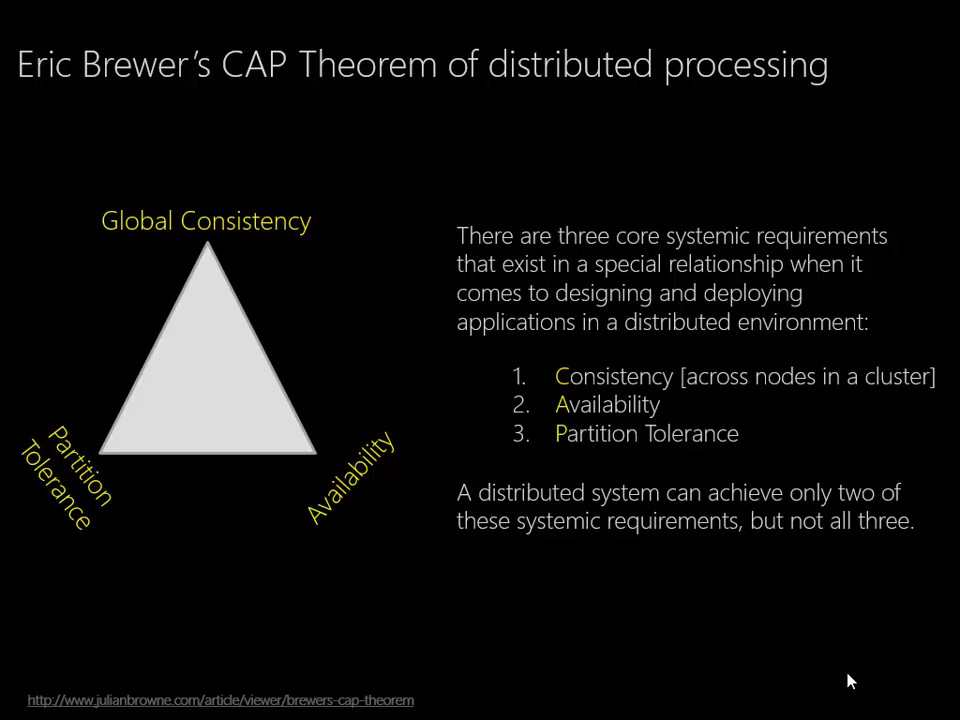 Eric Brewer's CAP Theorem of distributed processing
Global Consistency
Partition
Tolerance
Availability
There are three core systemic requirements
that exist in a special relationship when it
comes to designing and deploying
applications in a distributed environment:
1. Consistency [across nodes in a cluster]
2. Availability
3. Partition Tolerance
A distributed system can achieve only two of
these systemic requirements, but not all three.
http://www.julianbrowne.com/article/viewer/brewers-cap-theorem